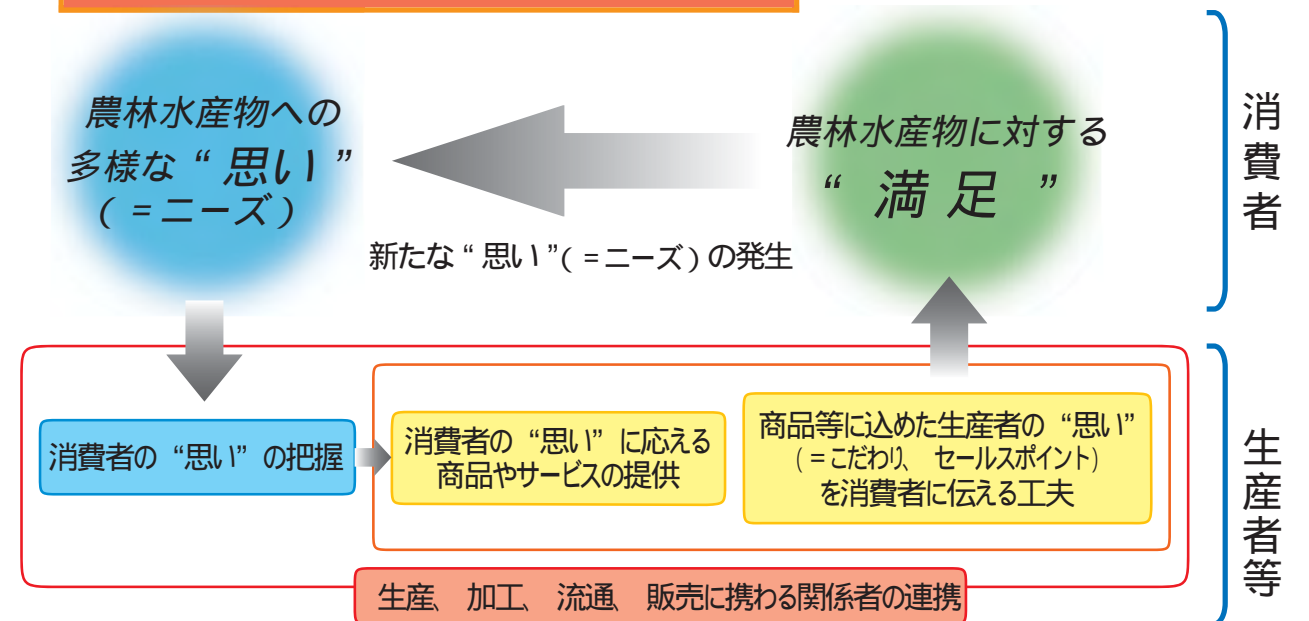 農林水産物への
多様な“思い”
(=ニーズ)
農林水産物に対する
“満足”
新たな“思い”(=ニーズ)の発生
消費者
消費者の“思い”の把握
消費者の“思い”に応える
商品やサービスの提供
商品等に込めた生産者の“思い”
(=こだわり、セールスポイント)
を消費者に伝える工夫
生産、加工、流通、販売に携わる関係者の連携
生産者等